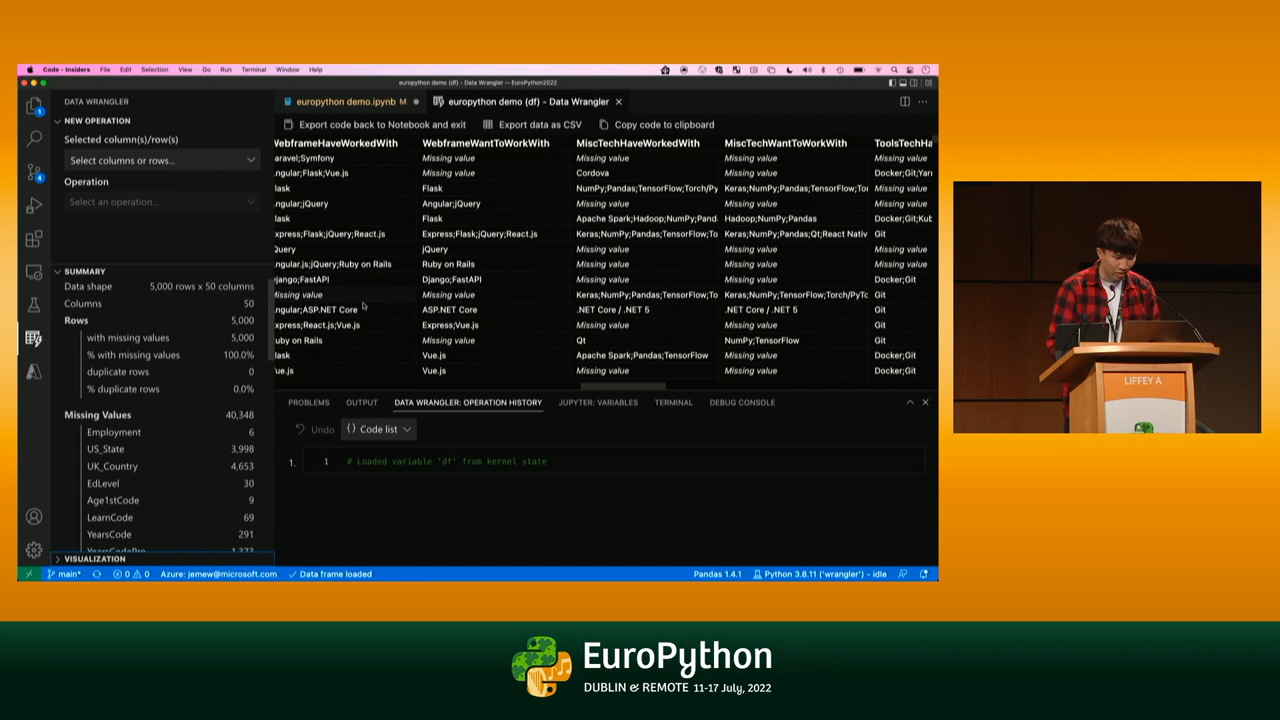 Code - Insiders File Edit Selection View Go Run Terminal Window Help
europython demo (df) - Data Wrangler — EuroPython2022
DATA WRANGLER
europython demo.ipynb M
europython demo (df) - Data Wrangler
NEW OPERATION
Selected column(s)/row(s)
Select columns or rows...
Operation
Select an operation...
Export code back to Notebook and exit
Export data as CSV
Copy code to clipboard
WebframeHaveWorkedWith WebframeWantToWorkWith MiscTechHaveWorkedWith MiscTechWantToWorkWith ToolsTechHa
aravel;Symfony Missing value Missing value Missing value Missing value
ngular;Flask;Vue.js Missing value Cordova Missing value Docker;Git;Yarn
lask Flask NumPy;Pandas;TensorFlow;Torch/Py Keras;NumPy;Pandas;TensorFlow;Tor Missing value
ngular;jQuery Angular;jQuery Missing value Missing value Missing value
lask Flask Apache Spark;Hadoop;NumPy;Panda Hadoop;NumPy;Pandas Docker;Git;Kub
xpress;Flask;jQuery;React.js Express;Flask;jQuery;React.js Keras;NumPy;Pandas;TensorFlow;To Keras;NumPy;Pandas;Qt;React Nativ Git
Query jQuery Missing value Missing value Missing value
ngular.js;jQuery;Ruby on Rails Ruby on Rails Missing value Missing value Missing value
jango;FastAPI Django;FastAPI Missing value Missing value Docker;Git
issing value Missing value Keras;NumPy;Pandas;TensorFlow;To Missing value;TensorFlow;Torch/PyTo Git
ngular;ASP.NET Core ASP.NET Core .NET Core / .NET 5 .NET Core / .NET 5 Git
xpress;React.js;Vue.js Express;Vue.js Missing value Missing value Git
uby on Rails Missing value Qt NumPy;TensorFlow Git
lask Vue.js Apache Spark;Pandas;TensorFlow Missing value Docker;Git
ue.js Vue.js Missing value Missing value Docker;Git
SUMMARY
Data shape 5,000 rows x 50 columns
Columns 50
Rows 5,000
with missing values 5,000
% with missing values 100.0%
duplicate rows 0
% duplicate rows 0.0%
Missing Values 40,348
Employment 6
US_State 3,998
UK_Country 4,653
EdLevel 30
Age1stCode 9
LearnCode 69
YearsCode 291
YearsCodePro 1,373
VISUALIZATION
PROBLEMS OUTPUT DATA WRANGLER: OPERATION HISTORY JUPYTER: VARIABLES TERMINAL DEBUG CONSOLE
Undo {} Code list
1. 1 # Loaded variable 'df' from kernel state
main* 0 0 Azure: jemew@microsoft.com Data frame loaded
Pandas 1.4.1 Python 3.8.11 ('wrangler') - idle
LIFFEY A
EuroPython
DUBLIN & REMOTE 11-17 July, 2022